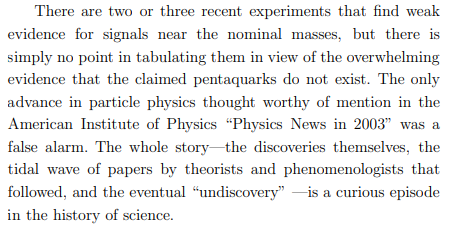 There are two or three recent experiments that find weak
evidence for signals near the nominal masses, but there is
simply no point in tabulating them in view of the overwhelming
evidence that the claimed pentaquarks do not exist. The only
advance in particle physics thought worthy of mention in the
American Institute of Physics “Physics News in 2003” was a
false alarm. The whole story—the discoveries themselves, the
tidal wave of papers by theorists and phenomenologists that
followed, and the eventual “undiscovery” —is a curious episode
in the history of science.